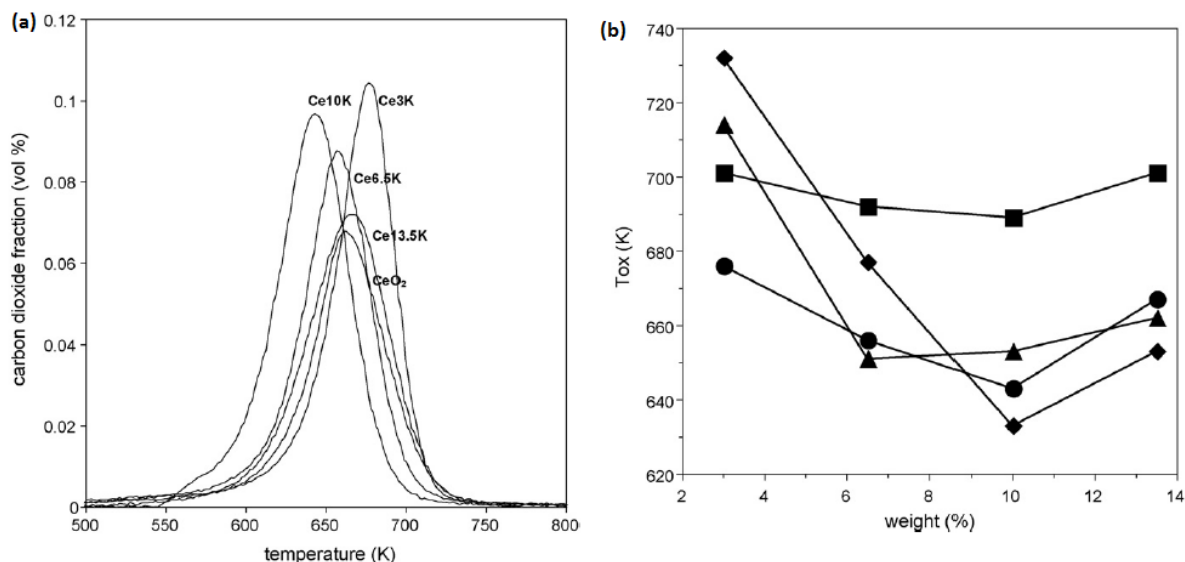 (a)
carbon dioxide fraction (vol %)
0.12
0.1
0.08
0.06
0.04
0.02
0
Ce10K
Ce3K
Ce6.5K
Ce13.5K
CeO₂
500
550
600
650
700
750
800
temperature (K)
(b)
Tox (K)
740
720
700
680
660
640
620
2
4
6
8
10
12
14
weight (%)